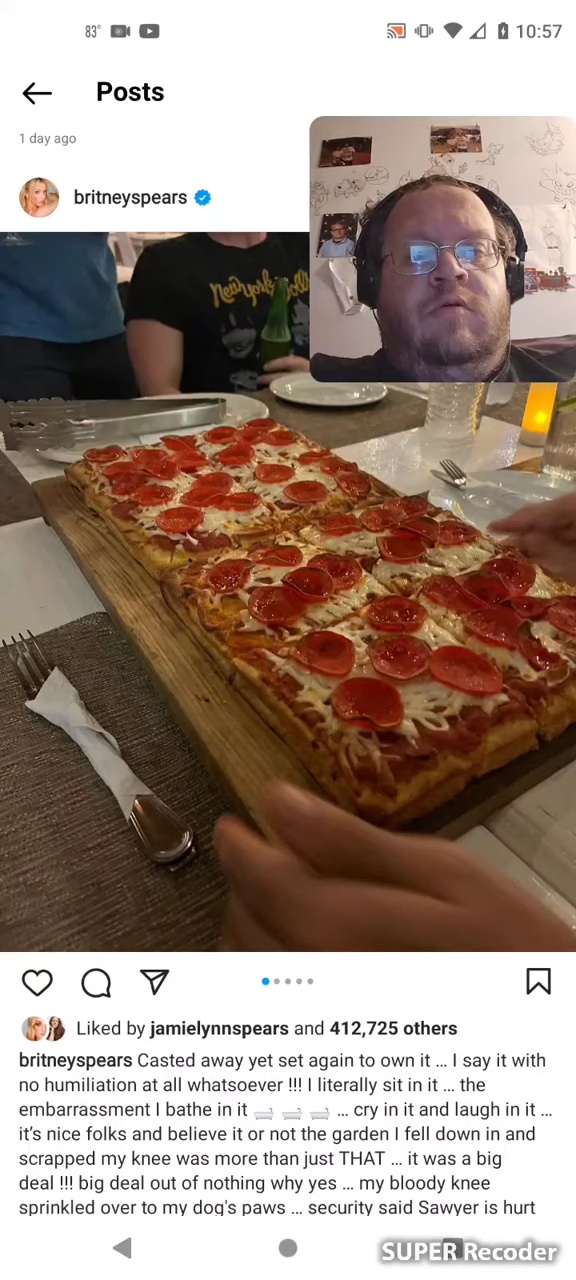 83° 10:57
Posts
1 day ago
britneyspears
New York Doll
Liked by jamielynnspears and 412,725 others
britneyspears Casted away yet set again to own it … I say it with
no humiliation at all whatsoever !!! I literally sit in it … the
embarrassment I bathe in it 🛁 🛁 🛁 … cry in it and laugh in it …
it's nice folks and believe it or not the garden I fell down in and
scrapped my knee was more than just THAT … it was a big
deal !!! big deal out of nothing why yes … my bloody knee
sprinkled over to my dog's paws … security said Sawyer is hurt
SUPER Recoder